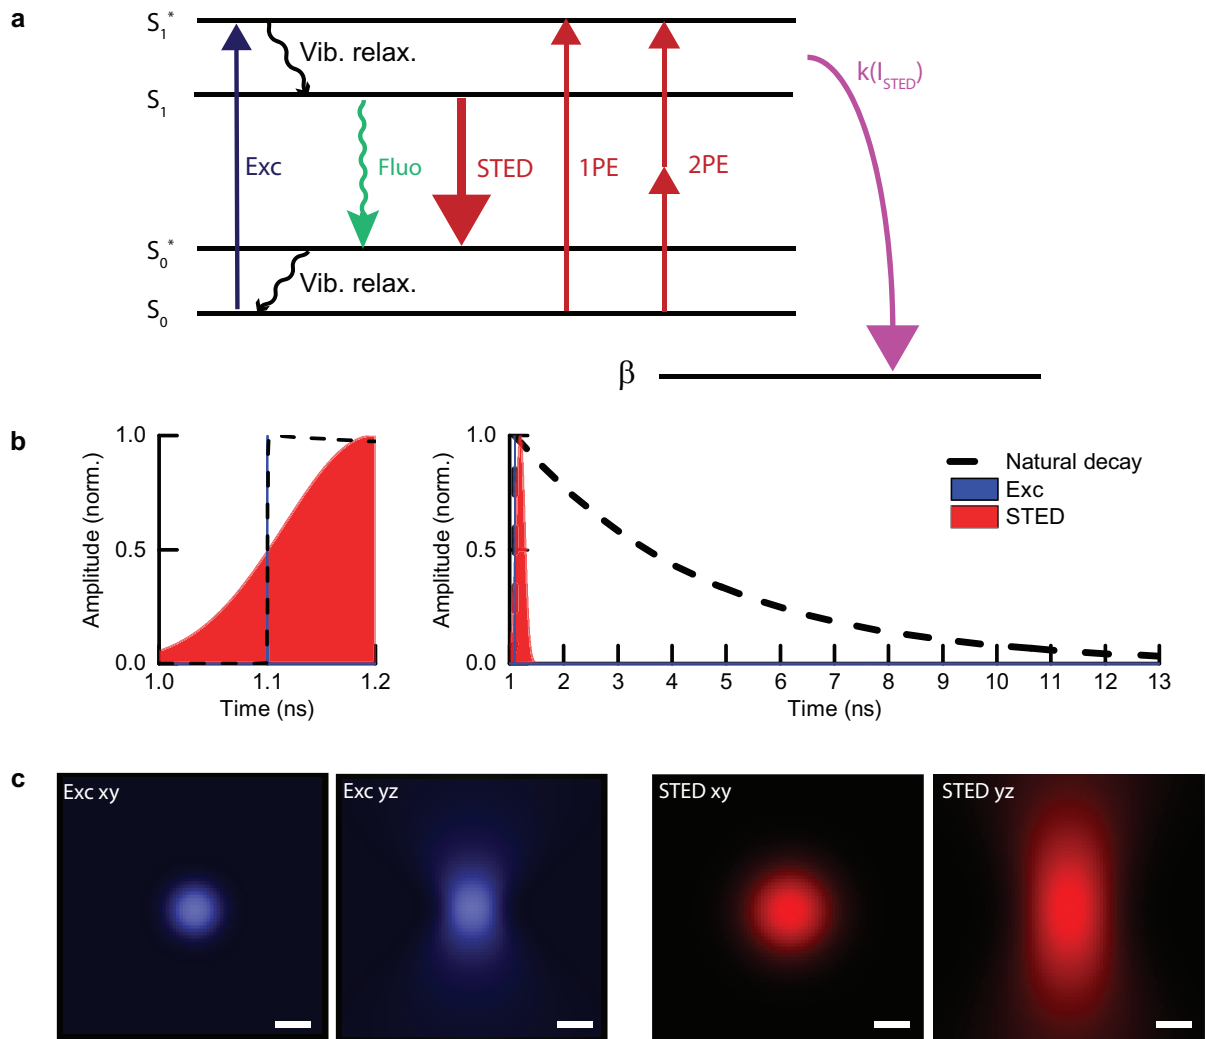 a
S1*
Vib. relax.
k(ISTED)
S1
Exc
Fluo
STED
1PE
2PE
S0*
Vib. relax.
S0
β
b
1.0
0.5
0.0
Amplitude (norm.)
1.0 1.1 1.2
Time (ns)
1.0
0.5
0.0
Amplitude (norm.)
1 2 3 4 5 6 7 8 9 10 11 12 13
Time (ns)
Natural decay
Exc
STED
c
Exc xy
Exc yz
STED xy
STED yz